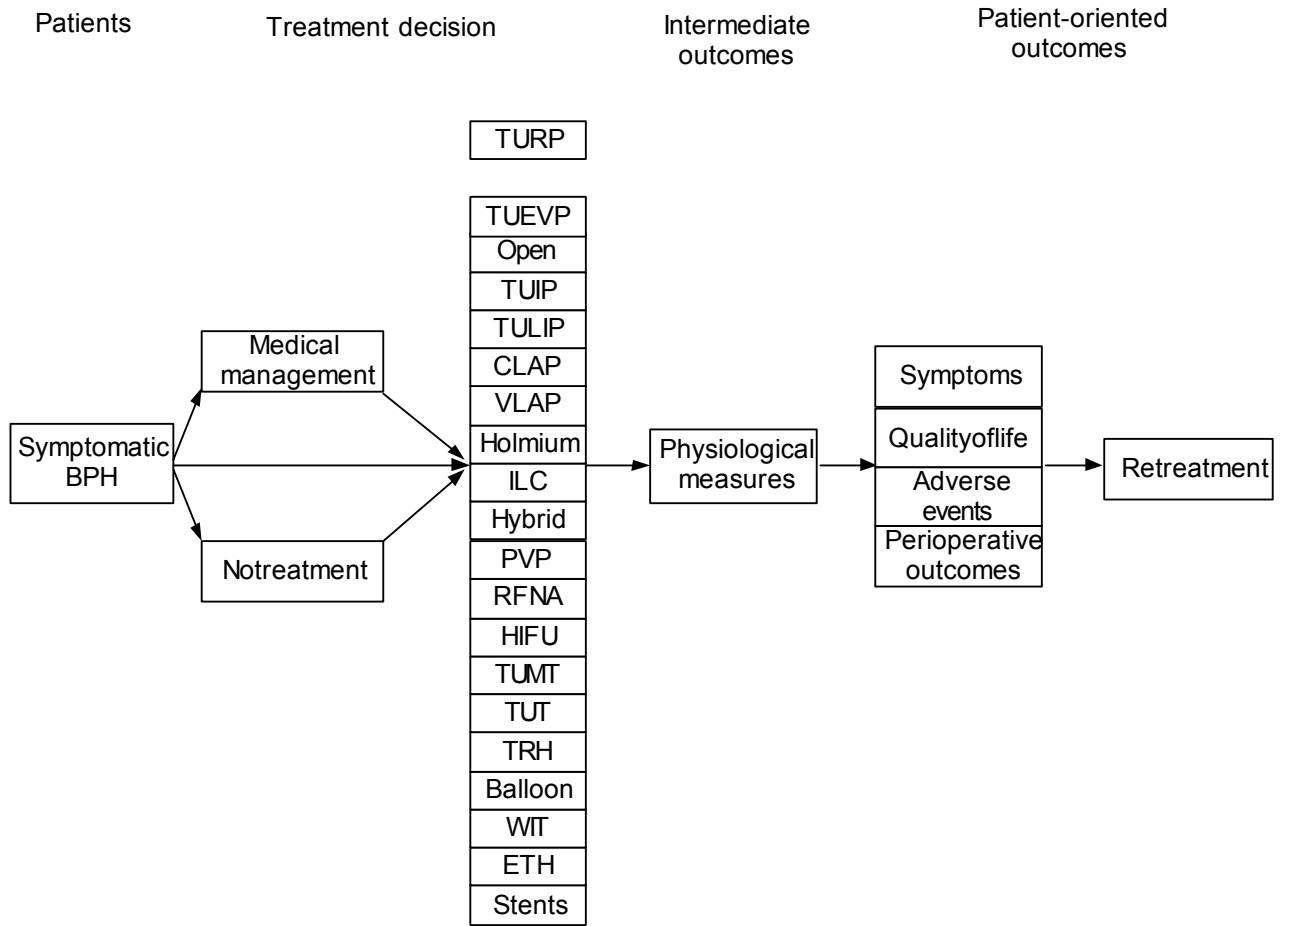 Patients
Treatment decision
Intermediate
outcomes
Patient-oriented
outcomes
TURP
TUEVP
Open
TUIP
TULIP
CLAP
VLAP
Holmium
ILC
Hybrid
PVP
RFNA
HIFU
TUMT
TUT
TRH
Balloon
WIT
ETH
Stents
Medical
management
Symptomatic
BPH
Notreatment
Physiological
measures
Symptoms
Qualityoflife
Adverse
events
Perioperative
outcomes
Retreatment